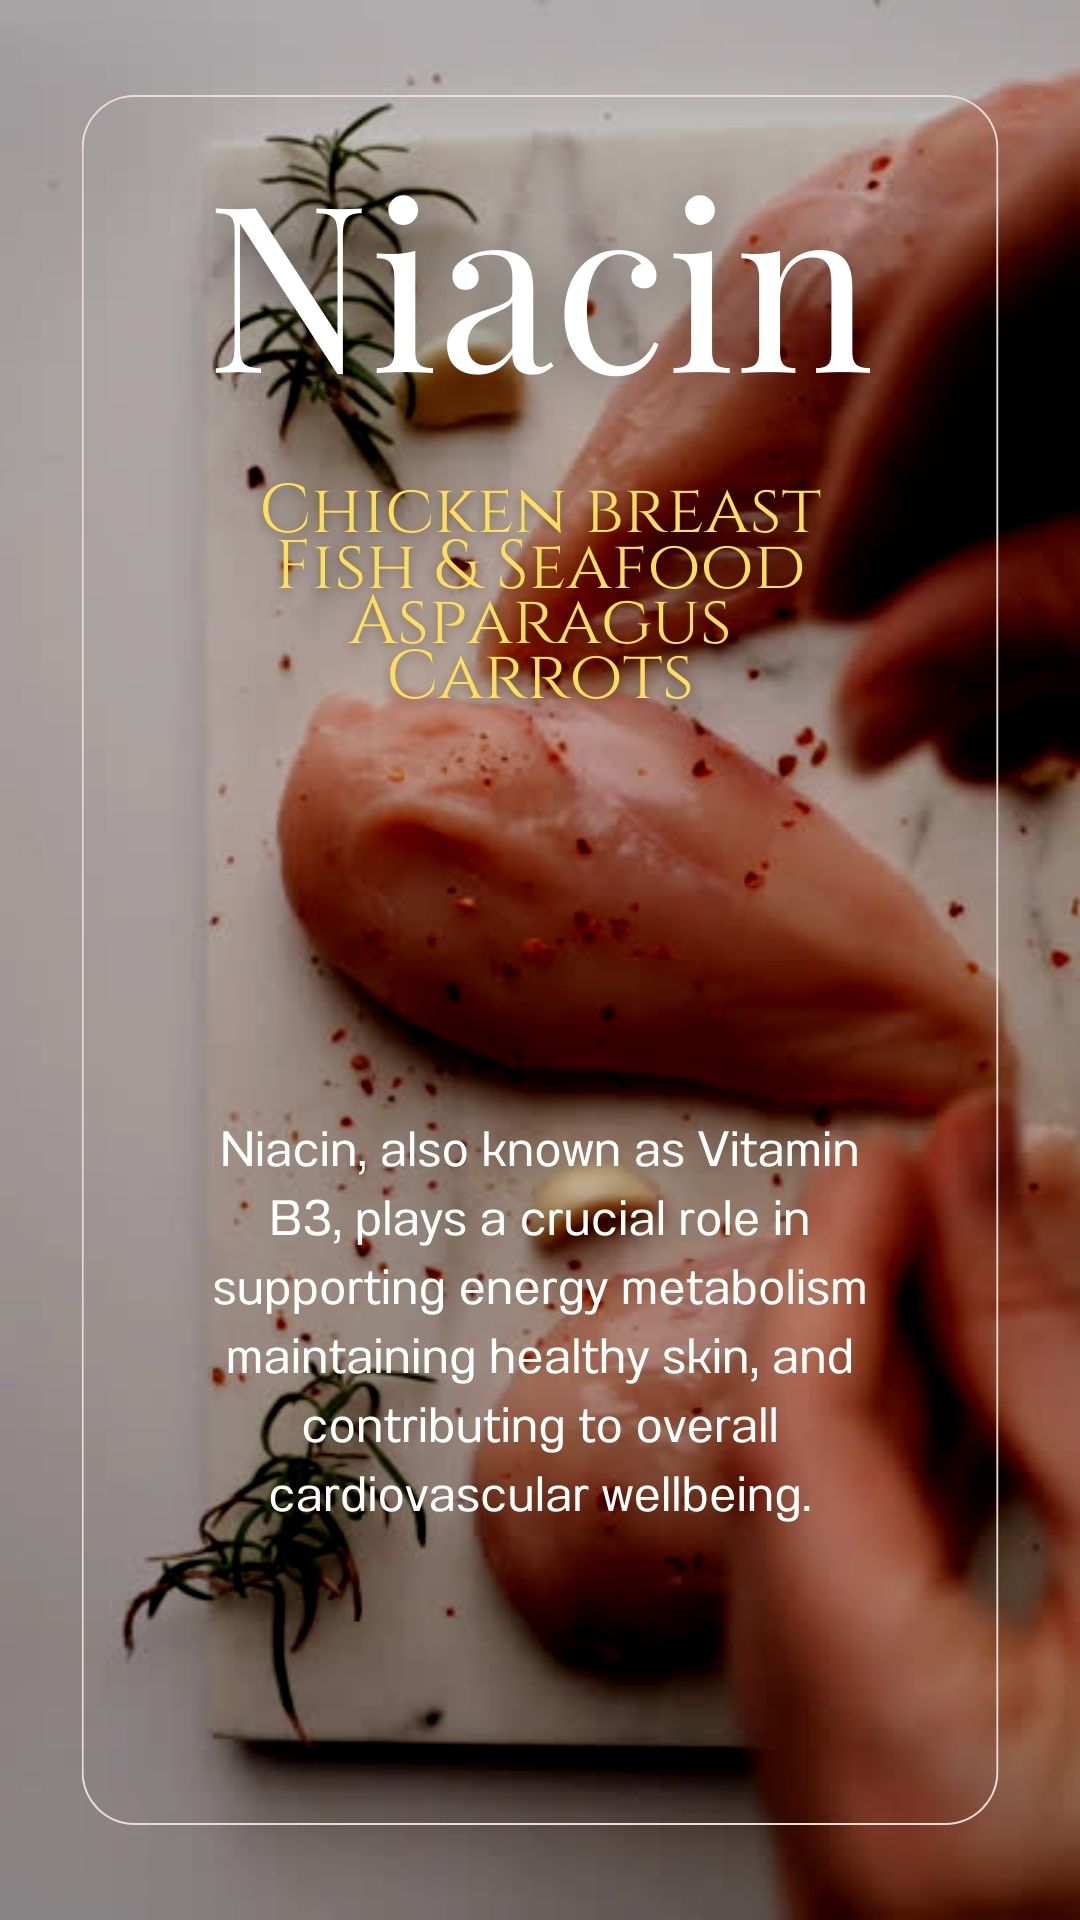 Niacin
Chicken breast
Fish & Seafood
Asparagus
Carrots
Niacin, also known as Vitamin
B3, plays a crucial role in
supporting energy metabolism
maintaining healthy skin, and
contributing to overall
cardiovascular wellbeing.